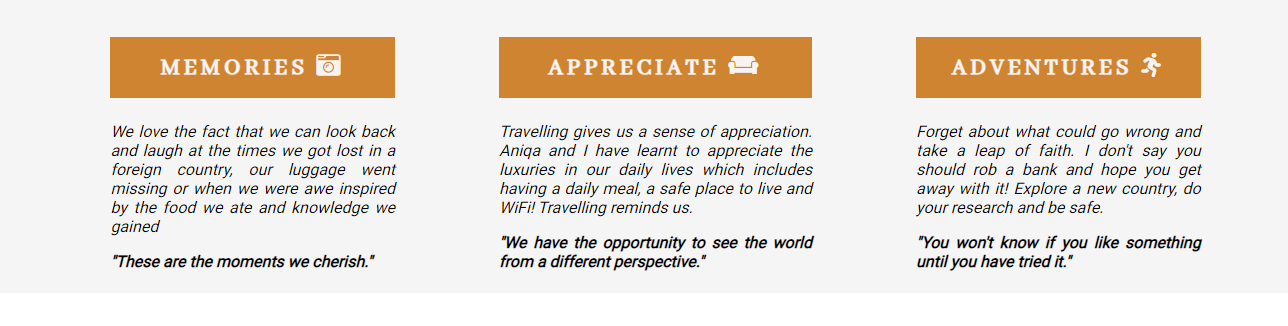 MEMORIES
We love the fact that we can look back
and laugh at the times we got lost in a
foreign country, our luggage went
missing or when we were awe inspired
by the food we ate and knowledge we
gained
"These are the moments we cherish."
APPRECIATE
Travelling gives us a sense of appreciation.
Aniqa and I have learnt to appreciate the
luxuries in our daily lives which includes
having a daily meal, a safe place to live and
WiFi! Travelling reminds us.
"We have the opportunity to see the world
from a different perspective."
ADVENTURES
Forget about what could go wrong and
take a leap of faith. I don't say you
should rob a bank and hope you get
away with it! Explore a new country, do
your research and be safe.
"You won't know if you like something
until you have tried it."